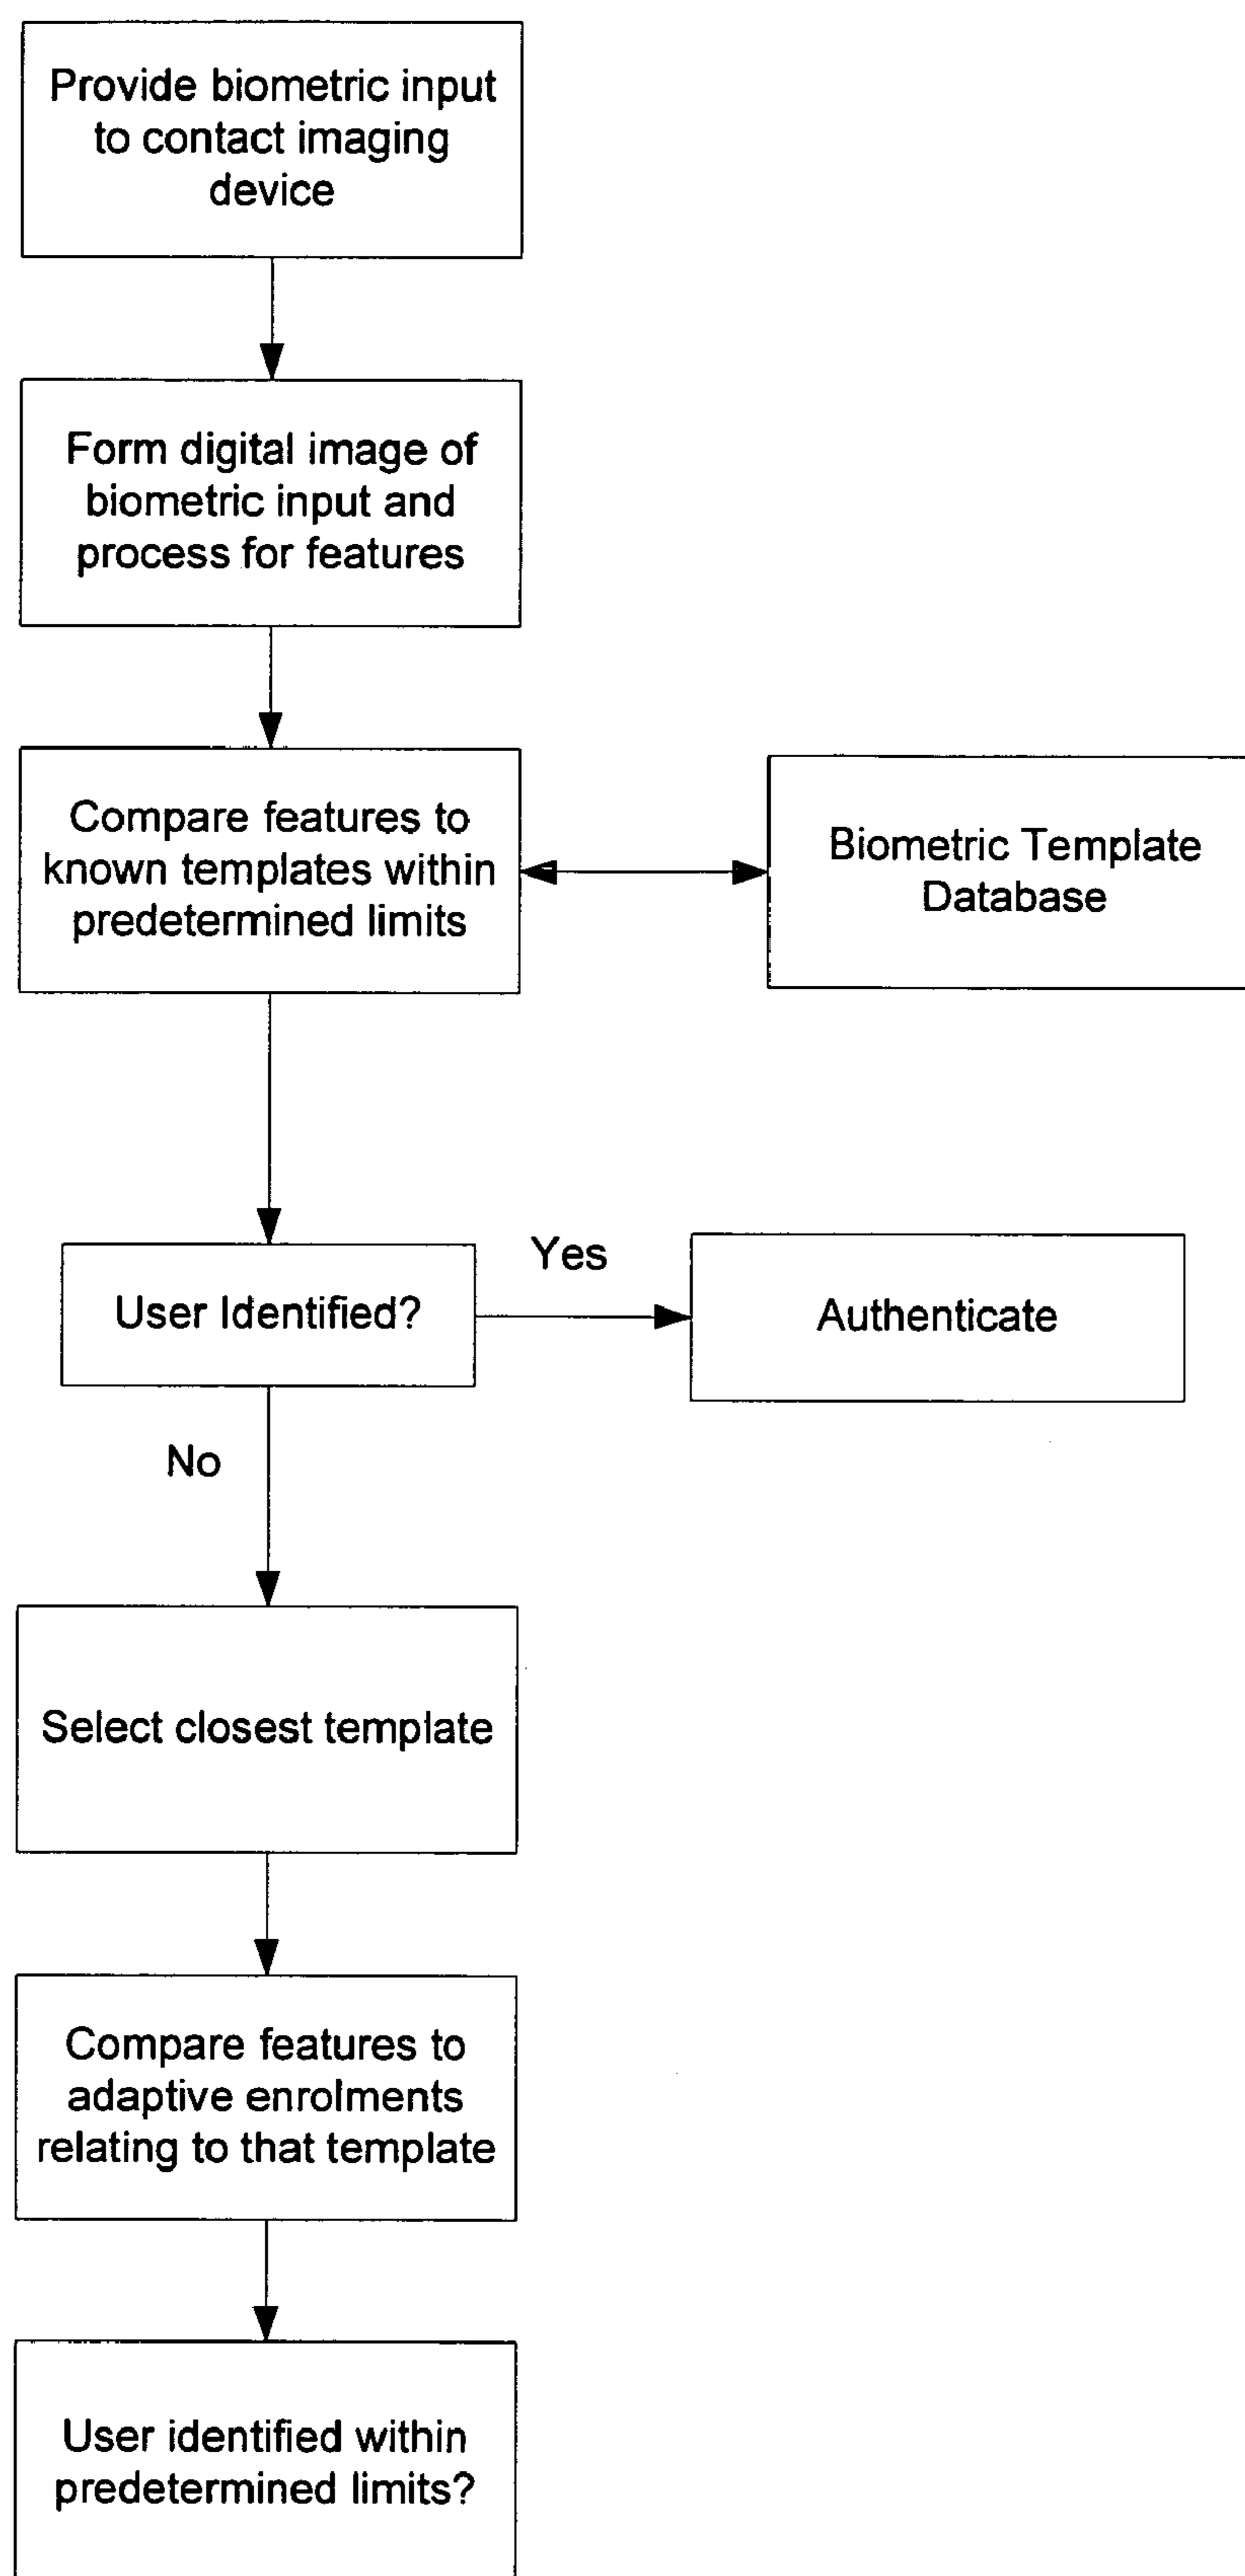 Provide biometric input
to contact imaging
device
Form digital image of
biometric input and
process for features
Compare features to
known templates within
predetermined limits
Biometric Template
Database
User Identified?
Yes
Authenticate
No
Select closest template
Compare features to
adaptive enrolments
relating to that template
User identified within
predetermined limits?